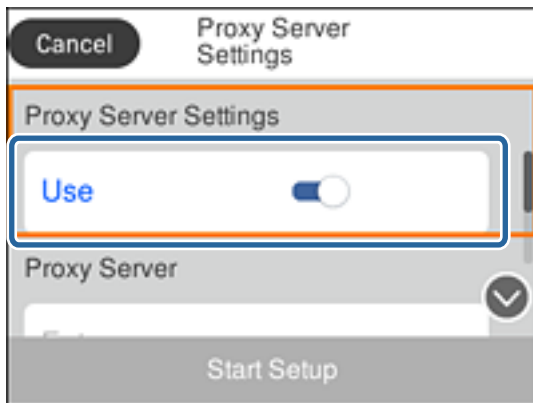 Cancel
Proxy Server
Settings
Proxy Server Settings
Use
Proxy Server
Start Setup